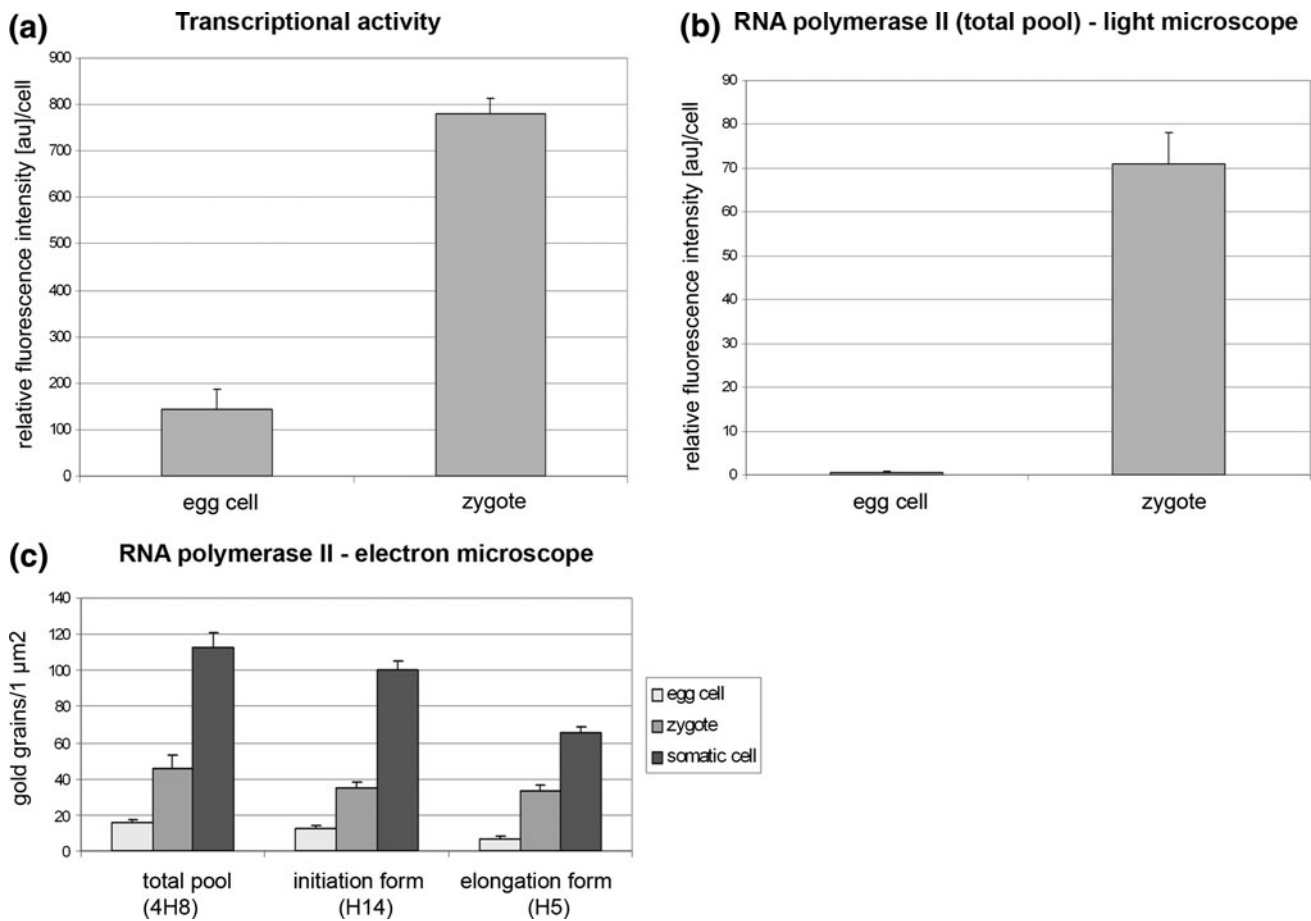 (a) Transcriptional activity
relative fluorescence intensity [au]/cell
900
800
700
600
500
400
300
200
100
0
egg cell zygote
(b) RNA polymerase II (total pool) - light microscope
relative fluorescence intensity [au]/cell
90
80
70
60
50
40
30
20
10
0
egg cell zygote
(c) RNA polymerase II - electron microscope
gold grains/1 µm2
140
120
100
80
60
40
20
0
total pool initiation form elongation form
(4H8) (H14) (H5)
egg cell
zygote
somatic cell